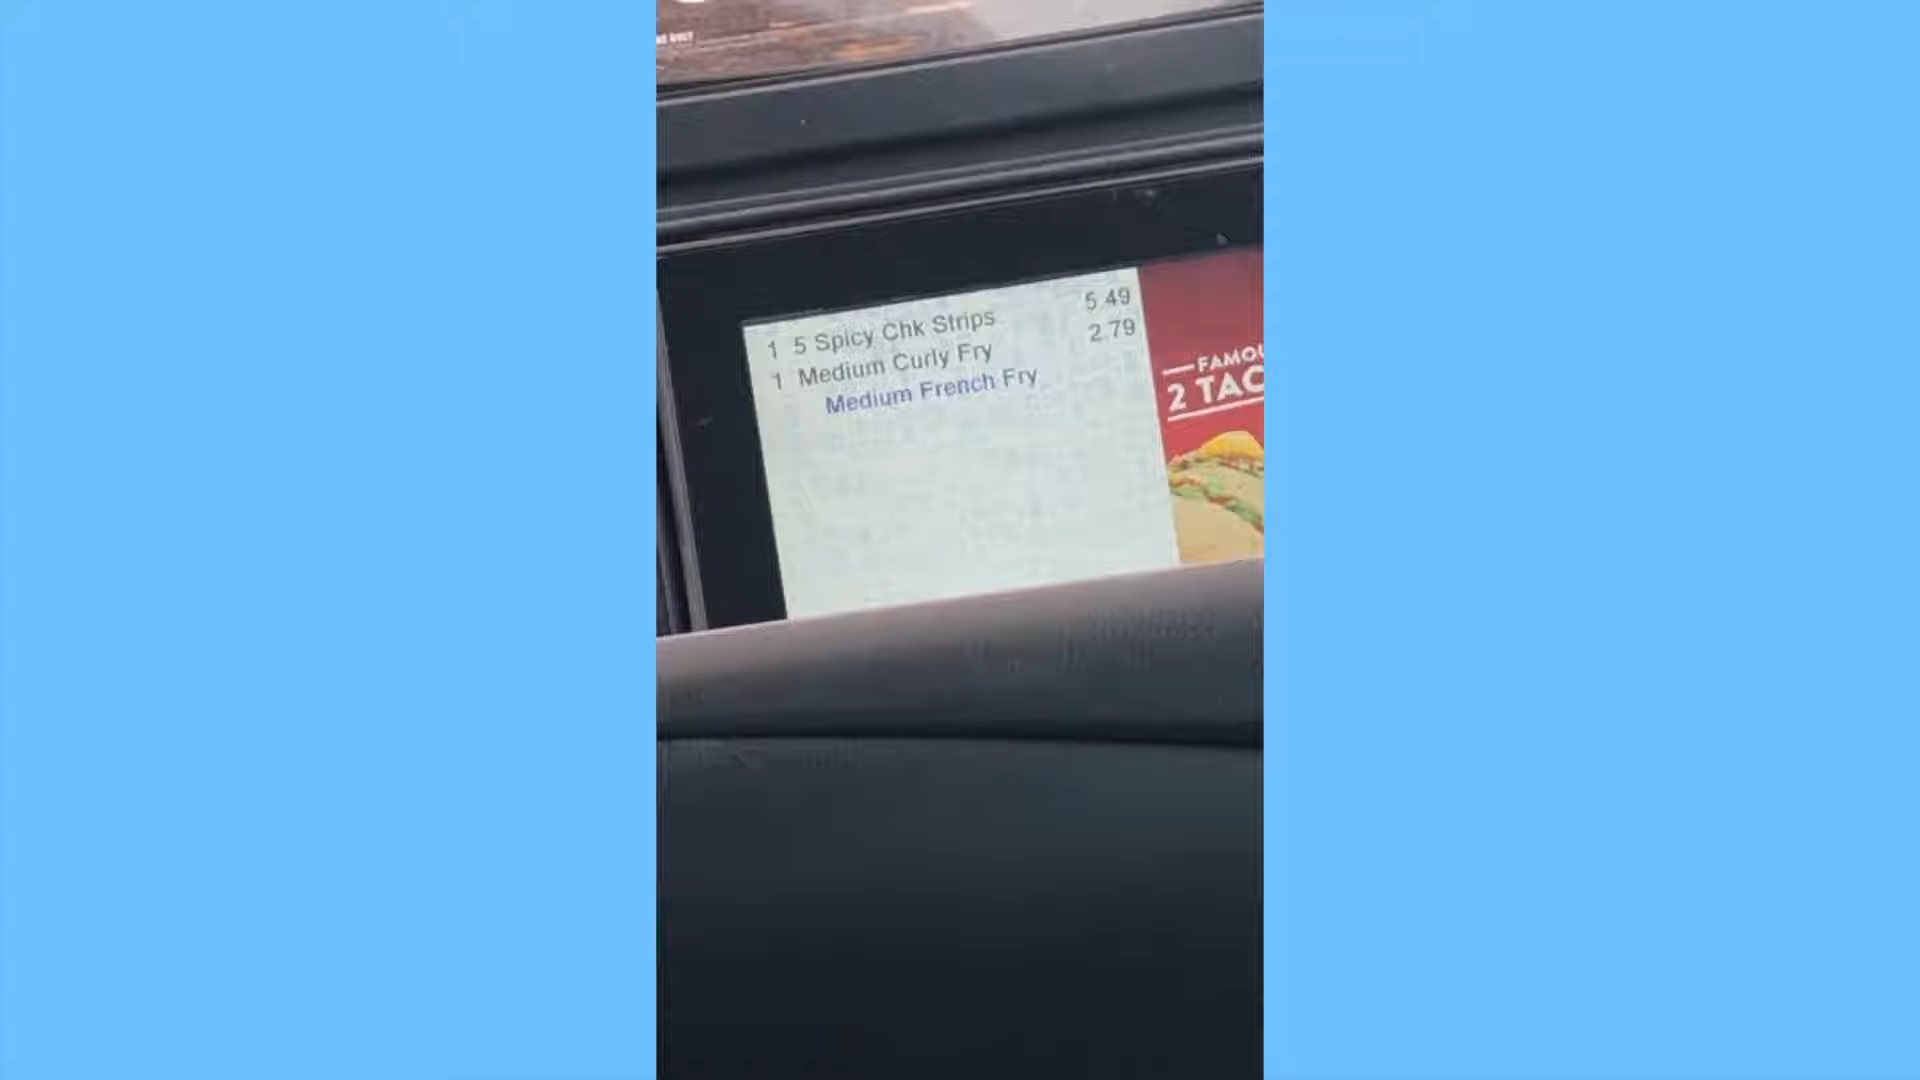 1 5 Spicy Chk Strips 5.49
1 Medium Curly Fry 2.79
Medium French Fry
FAMOU
2 TAC